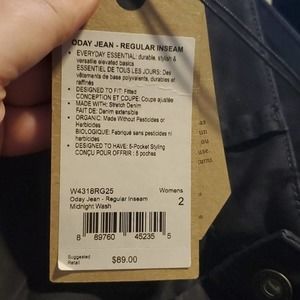 ODAY JEAN - REGULAR INSEAM
• EVERYDAY ESSENTIAL: durable, stylish &
versatile elevated basics
ESSENTIEL DE TOUS LES JOURS: Des
vêtements de base polyvalents, durables et
raffinés
• DESIGNED TO FIT: Fitted
CONCEPTION ET COUPE: Coupe ajustée
• MADE WITH: Stretch Denim
FAIT DE: Denim extensible
• ORGANIC: Made Without Pesticides or
Herbicides
BIOLOGIQUE: Fabriqué sans pesticides ni
herbicides
• DESIGNED TO HAVE: 5-Pocket Styling
CONÇU POUR OFFRIR: 5 poches
W4318RG25
Womens
Oday Jean - Regular Inseam
2
Midnight Wash
8 89760 45235 5
Suggested
Retail
$89.00